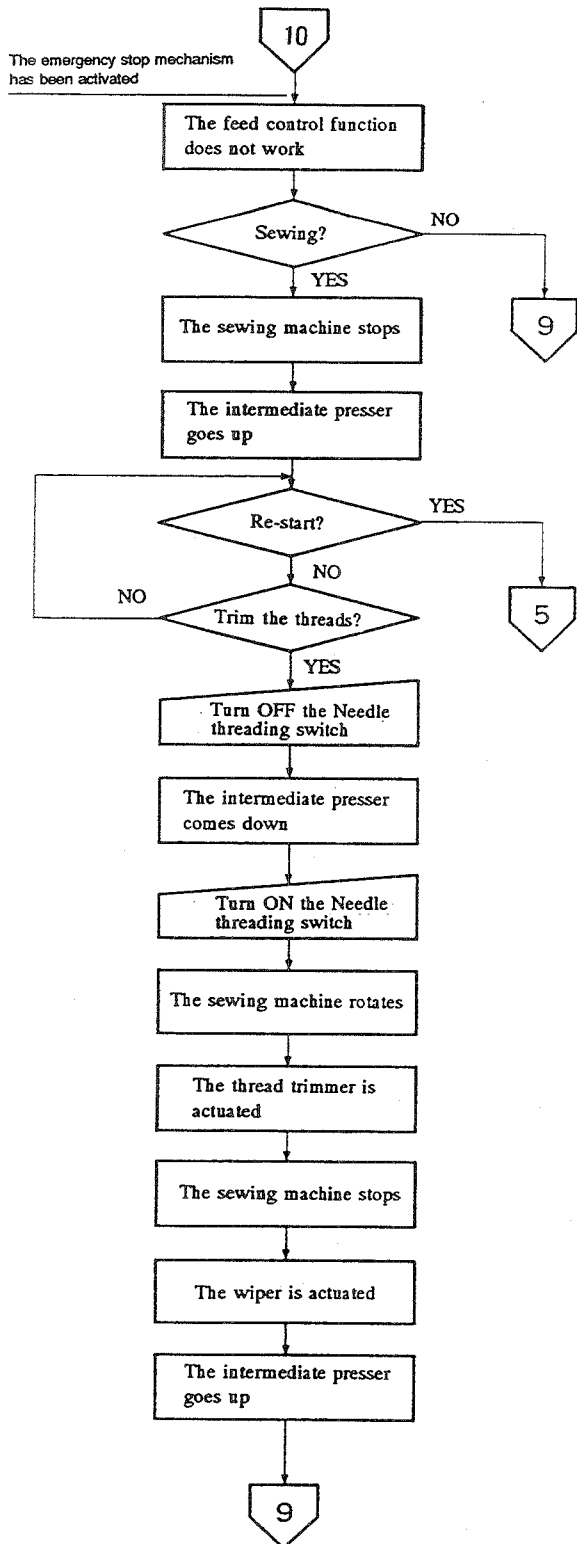 10
The emergency stop mechanism
has been activated
The feed control function
does not work
Sewing?
NO
YES
9
The sewing machine stops
The intermediate presser
goes up
Re-start?
YES
NO
5
NO
Trim the threads?
YES
Turn OFF the Needle
threading switch
The intermediate presser
comes down
Turn ON the Needle
threading switch
The sewing machine rotates
The thread trimmer is
actuated
The sewing machine stops
The wiper is actuated
The intermediate presser
goes up
9